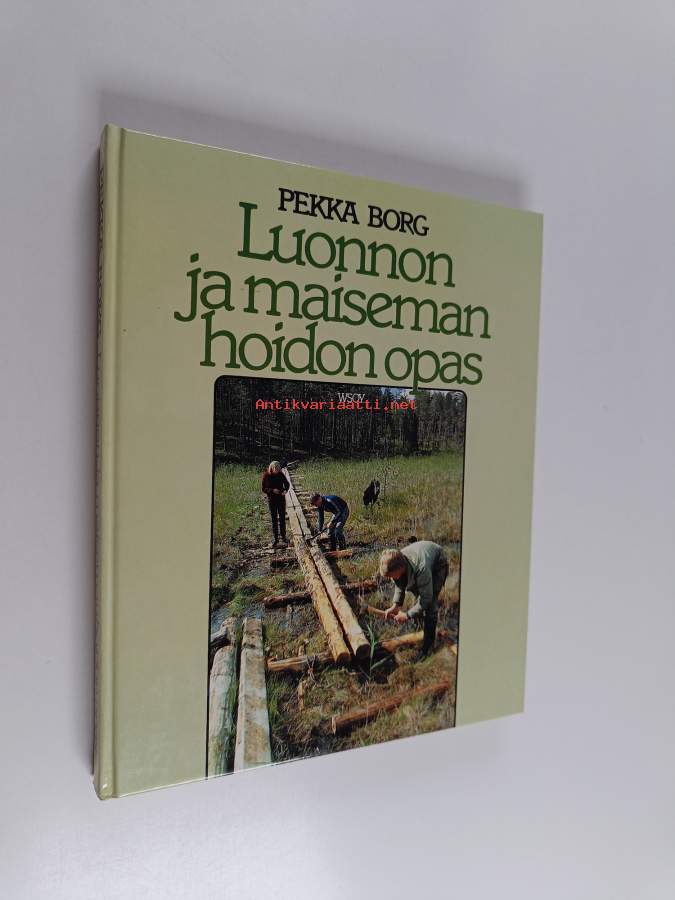 PEKKA BORG
Luonnon
ja maiseman
hoidon opas
WSOY
Antikvariaatti.net